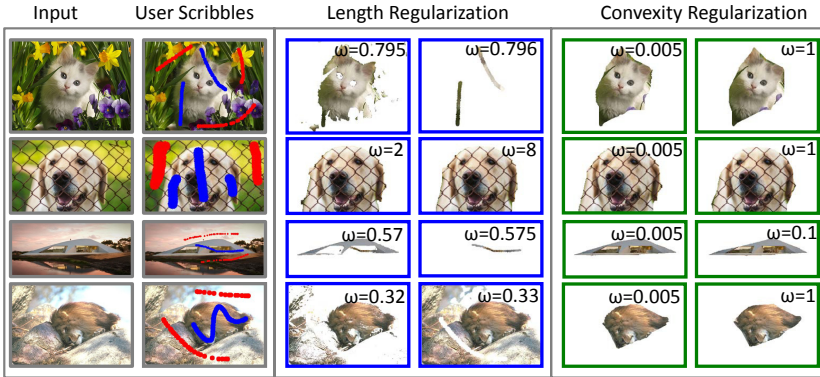 Input User Scribbles Length Regularization Convexity Regularization
ω=0.795 ω=0.796 ω=0.005 ω=1
ω=2 ω=8 ω=0.005 ω=1
ω=0.57 ω=0.575 ω=0.005 ω=0.1
ω=0.32 ω=0.33 ω=0.005 ω=1